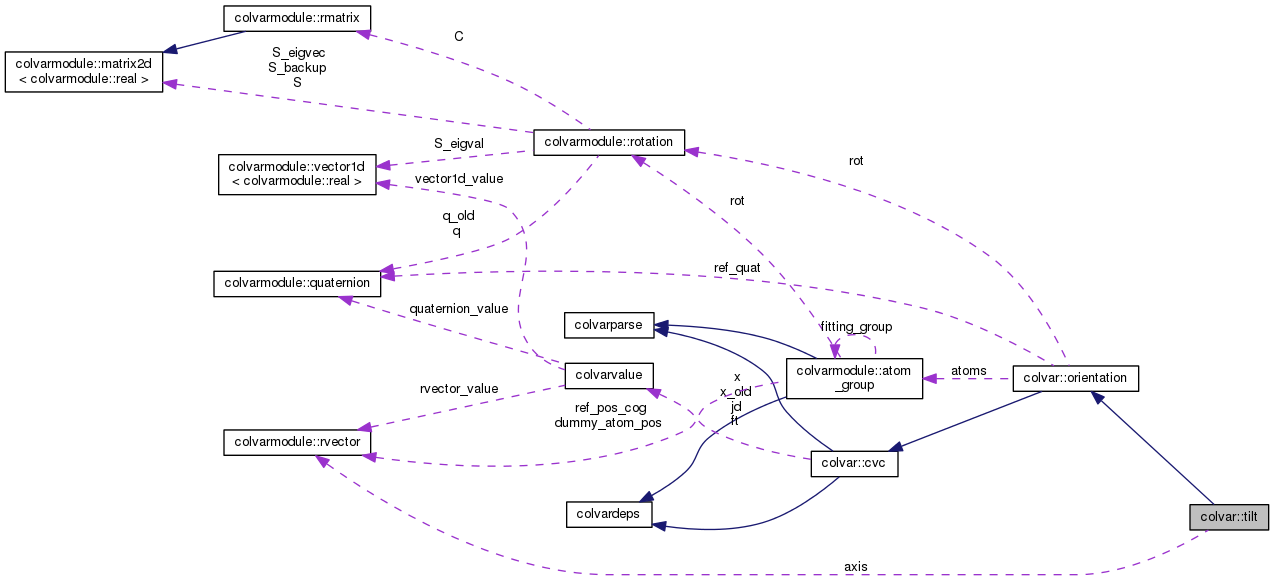 colvarmodule::rmatrix
C
S_eigvec
S_backup
S
colvarmodule::matrix2d
< colvarmodule::real >
colvarmodule::rotation
S_eigval
rot
colvarmodule::vector1d
< colvarmodule::real >
vector1d_value
rot
q_old
q
ref_quat
colvarmodule::quaternion
quaternion_value
colvarparse
fitting_group
colvarmodule::atom
_group
atoms
colvar::orientation
colvarvalue
rvector_value
x
x_old
jd
ft
ref_pos_cog
dummy_atom_pos
colvarmodule::rvector
colvar::cvc
colvardeps
colvar::tilt
axis